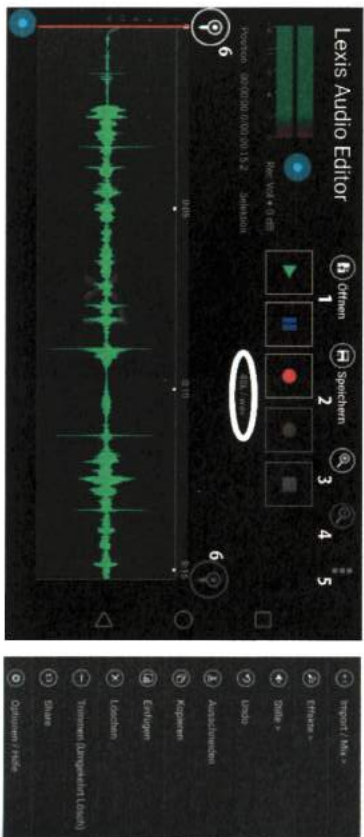 Lexis Audio Editor
Öffnen
Speichern
1
2
3
4
5
Rec Vol + 0 dB
Position 00:00:00.0/00:00:15.2 Selektion
48k / wav
6
6
0:05
0:10
0:15
Import / Mix >
Effekte >
Stille >
Undo
Ausschneiden
Kopieren
Einfügen
Löschen
Trimmen (Umgekehrt Lösch)
Share
Optionen / Hilfe